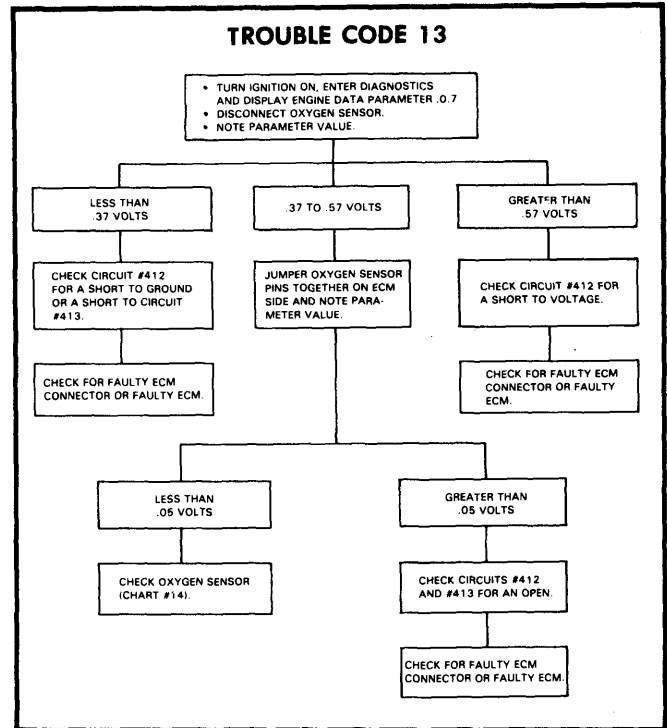 TROUBLE CODE 13
• TURN IGNITION ON, ENTER DIAGNOSTICS
AND DISPLAY ENGINE DATA PARAMETER .0.7
• DISCONNECT OXYGEN SENSOR.
• NOTE PARAMETER VALUE.
LESS THAN
.37 VOLTS
.37 TO .57 VOLTS
GREATER THAN
.57 VOLTS
CHECK CIRCUIT #412
FOR A SHORT TO GROUND
OR A SHORT TO CIRCUIT
#413.
JUMPER OXYGEN SENSOR
PINS TOGETHER ON ECM
SIDE AND NOTE PARA-
METER VALUE.
CHECK CIRCUIT #412 FOR
A SHORT TO VOLTAGE.
CHECK FOR FAULTY ECM
CONNECTOR OR FAULTY ECM.
CHECK FOR FAULTY ECM
CONNECTOR OR FAULTY
ECM.
LESS THAN
.05 VOLTS
GREATER THAN
.05 VOLTS
CHECK OXYGEN SENSOR
(CHART #14).
CHECK CIRCUITS #412
AND #413 FOR AN OPEN.
CHECK FOR FAULTY ECM
CONNECTOR OR FAULTY ECM.